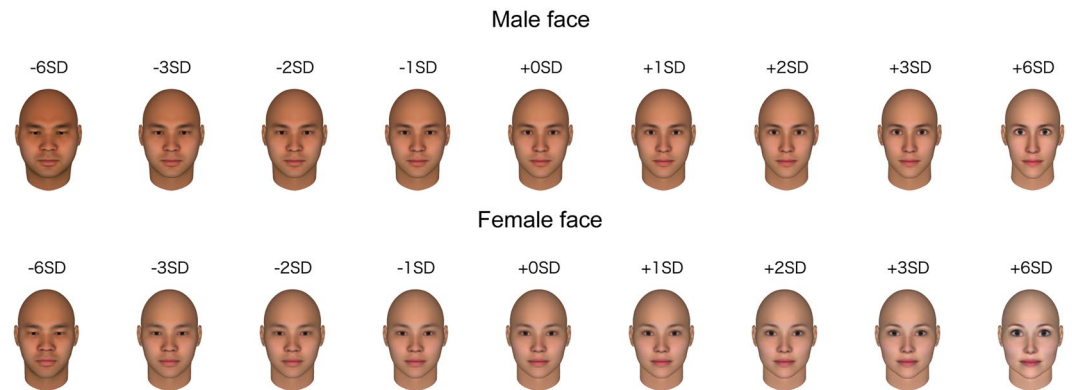 Male face
-6SD -3SD -2SD -1SD +0SD +1SD +2SD +3SD +6SD
Female face
-6SD -3SD -2SD -1SD +0SD +1SD +2SD +3SD +6SD